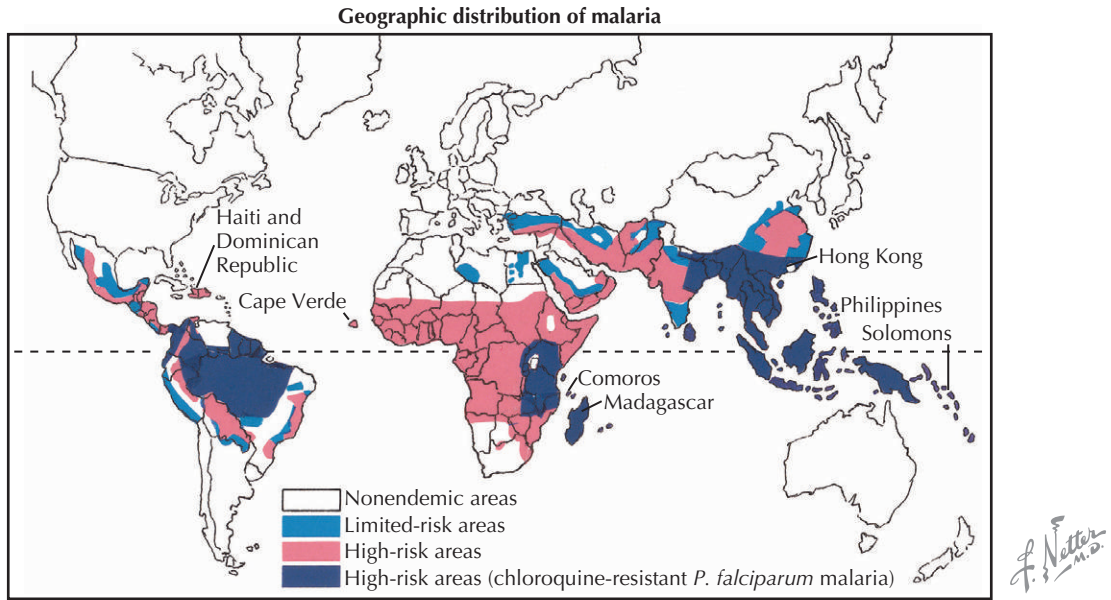 Geographic distribution of malaria
Haiti and
Dominican
Republic
Cape Verde
Hong Kong
Philippines
Solomons
Comoros
Madagascar
Nonendemic areas
Limited-risk areas
High-risk areas
High-risk areas (chloroquine-resistant P. falciparum malaria)
F. Netter
M.D.